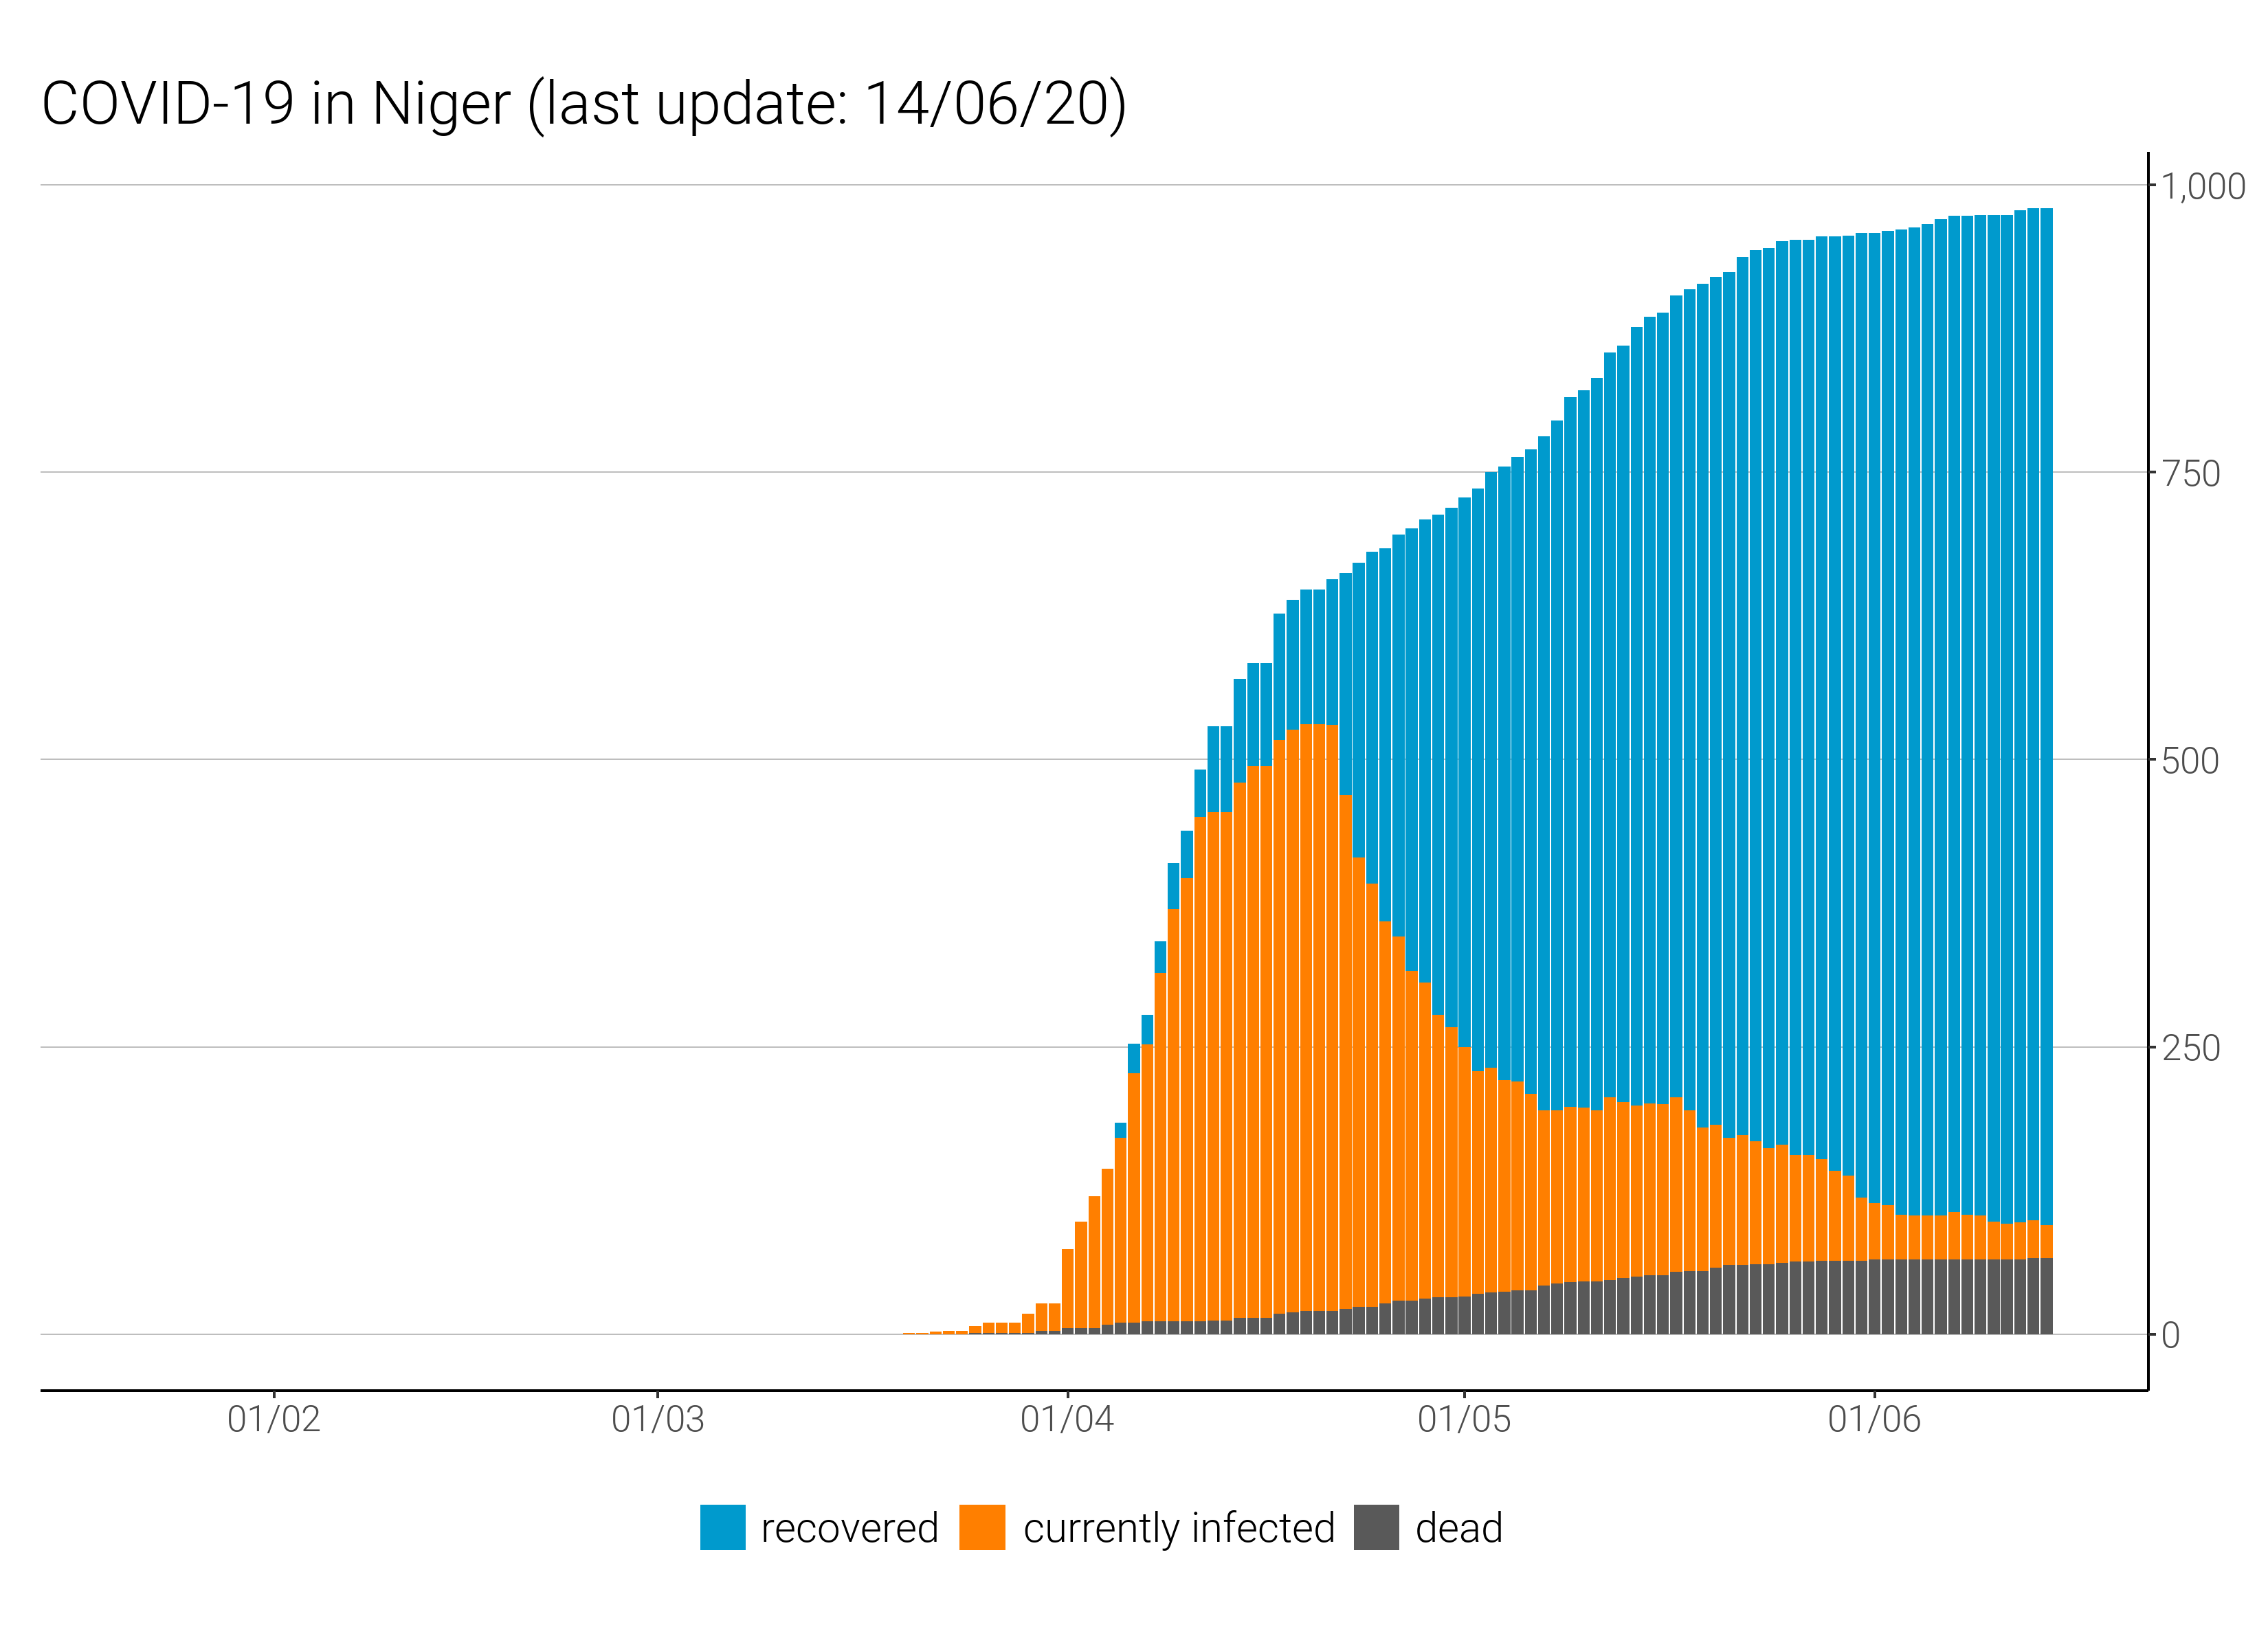 COVID-19 in Niger (last update: 14/06/20)
1,000
750
500
250
0
01/02 01/03 01/04 01/05 01/06
recovered currently infected dead